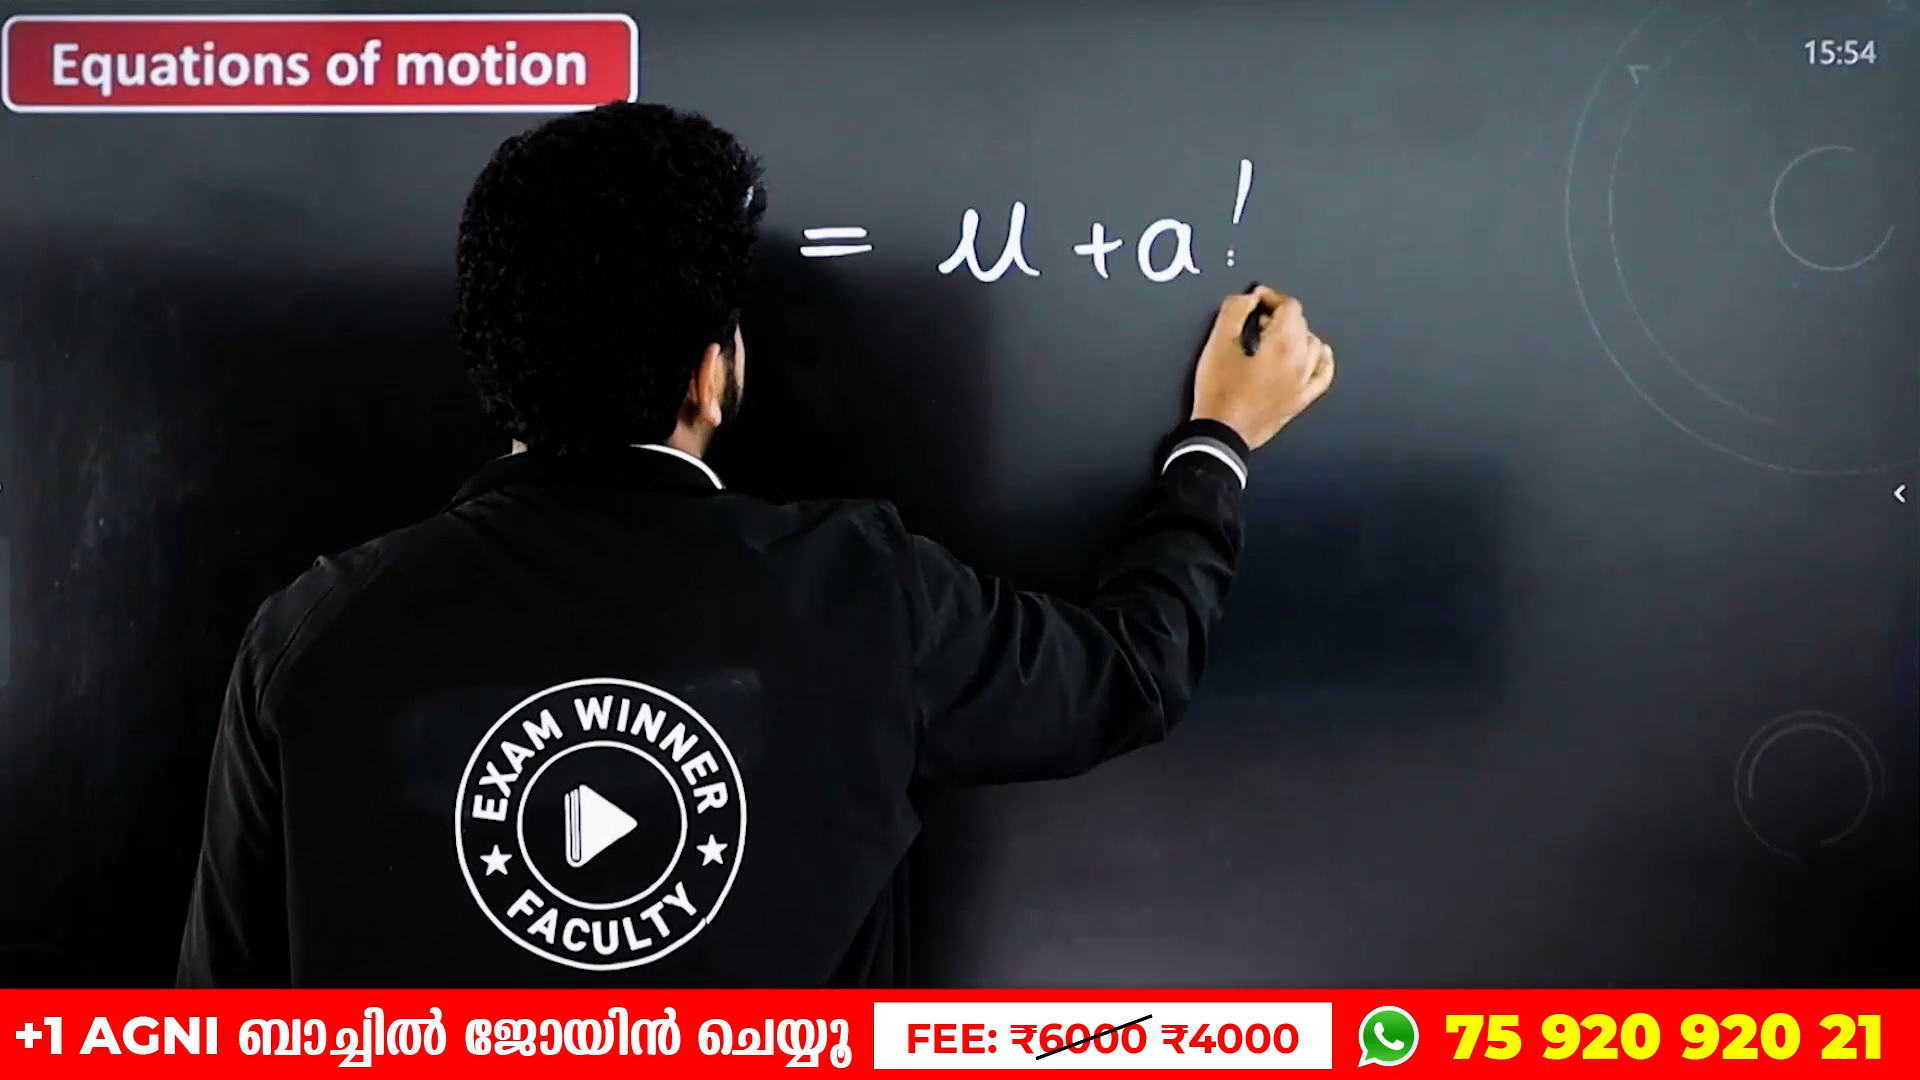 Equations of motion
15:54
= u + a
EXAM WINNER
FACULTY
+1 AGNI ബാച്ചിൽ ജോയിൻ ചെയ്യൂ
FEE: ₹6000 ₹4000
75 920 920 21